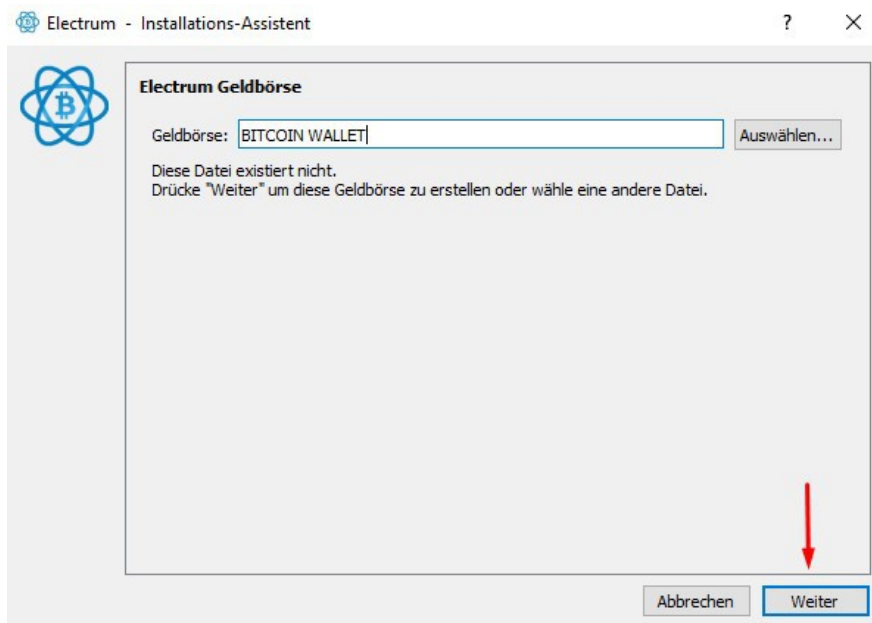 Electrum - Installations-Assistent
Electrum Geldbörse
Geldbörse: BITCOIN WALLET Auswählen...
Diese Datei existiert nicht.
Drücke "Weiter" um diese Geldbörse zu erstellen oder wähle eine andere Datei.
Abbrechen Weiter